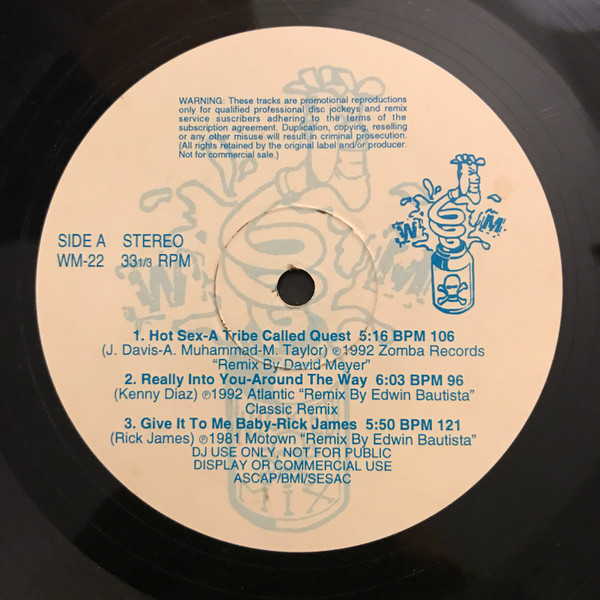 WARNING: These tracks are promotional reproductions
only for qualified professional disc jockeys and remix
service suscribers adhering to the terms of the
subscription agreement. Duplication, copying, reselling
or any other misuse will result in criminal prosecution.
(All rights retained by the original label and/or producer.
Not for commercial sale.)
SIDE A STEREO
WM-22 33 1/3 RPM
W M
1. Hot Sex-A Tribe Called Quest 5:16 BPM 106
(J. Davis-A. Muhammad-M. Taylor) ℗1992 Zomba Records
"Remix By David Meyer"
2. Really Into You-Around The Way 6:03 BPM 96
(Kenny Diaz) ℗1992 Atlantic "Remix By Edwin Bautista"
Classic Remix
3. Give It To Me Baby-Rick James 5:50 BPM 121
(Rick James) ℗1981 Motown "Remix By Edwin Bautista"
DJ USE ONLY, NOT FOR PUBLIC
DISPLAY OR COMMERCIAL USE
ASCAP/BMI/SESAC
MIX